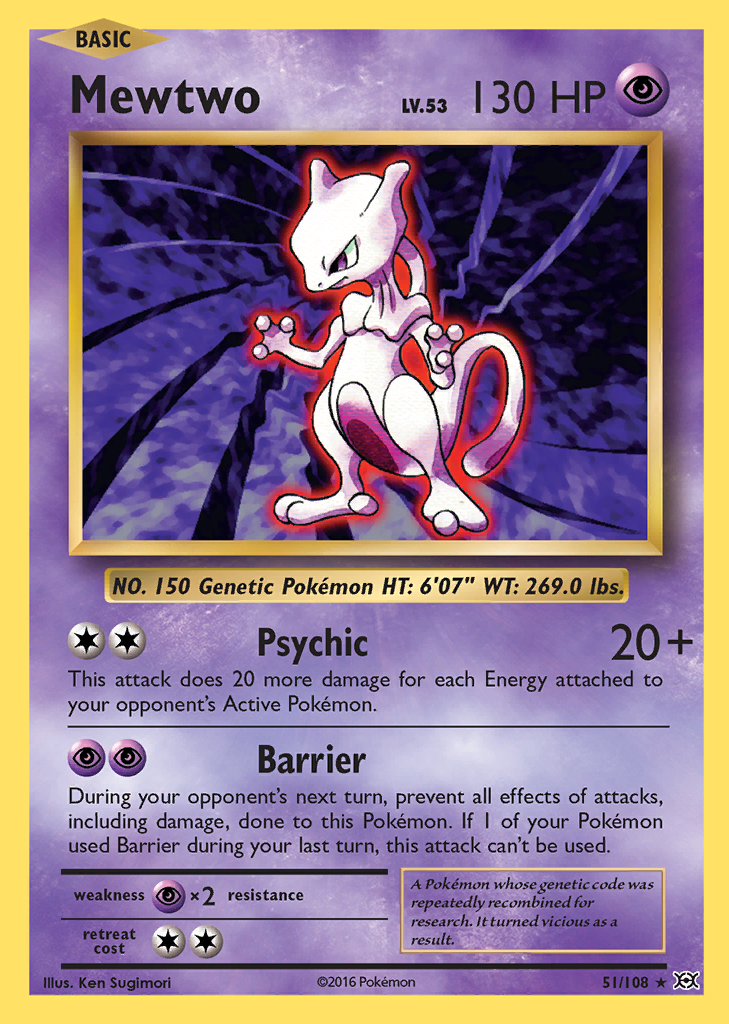 BASIC
Mewtwo LV.53 130 HP
NO. 150 Genetic Pokémon HT: 6'07" WT: 269.0 lbs.
Psychic 20+
This attack does 20 more damage for each Energy attached to
your opponent's Active Pokémon.
Barrier
During your opponent's next turn, prevent all effects of attacks,
including damage, done to this Pokémon. If 1 of your Pokémon
used Barrier during your last turn, this attack can't be used.
weakness ×2 resistance
retreat
cost
A Pokémon whose genetic code was
repeatedly recombined for
research. It turned vicious as a
result.
Illus. Ken Sugimori ©2016 Pokémon 51/108 ★